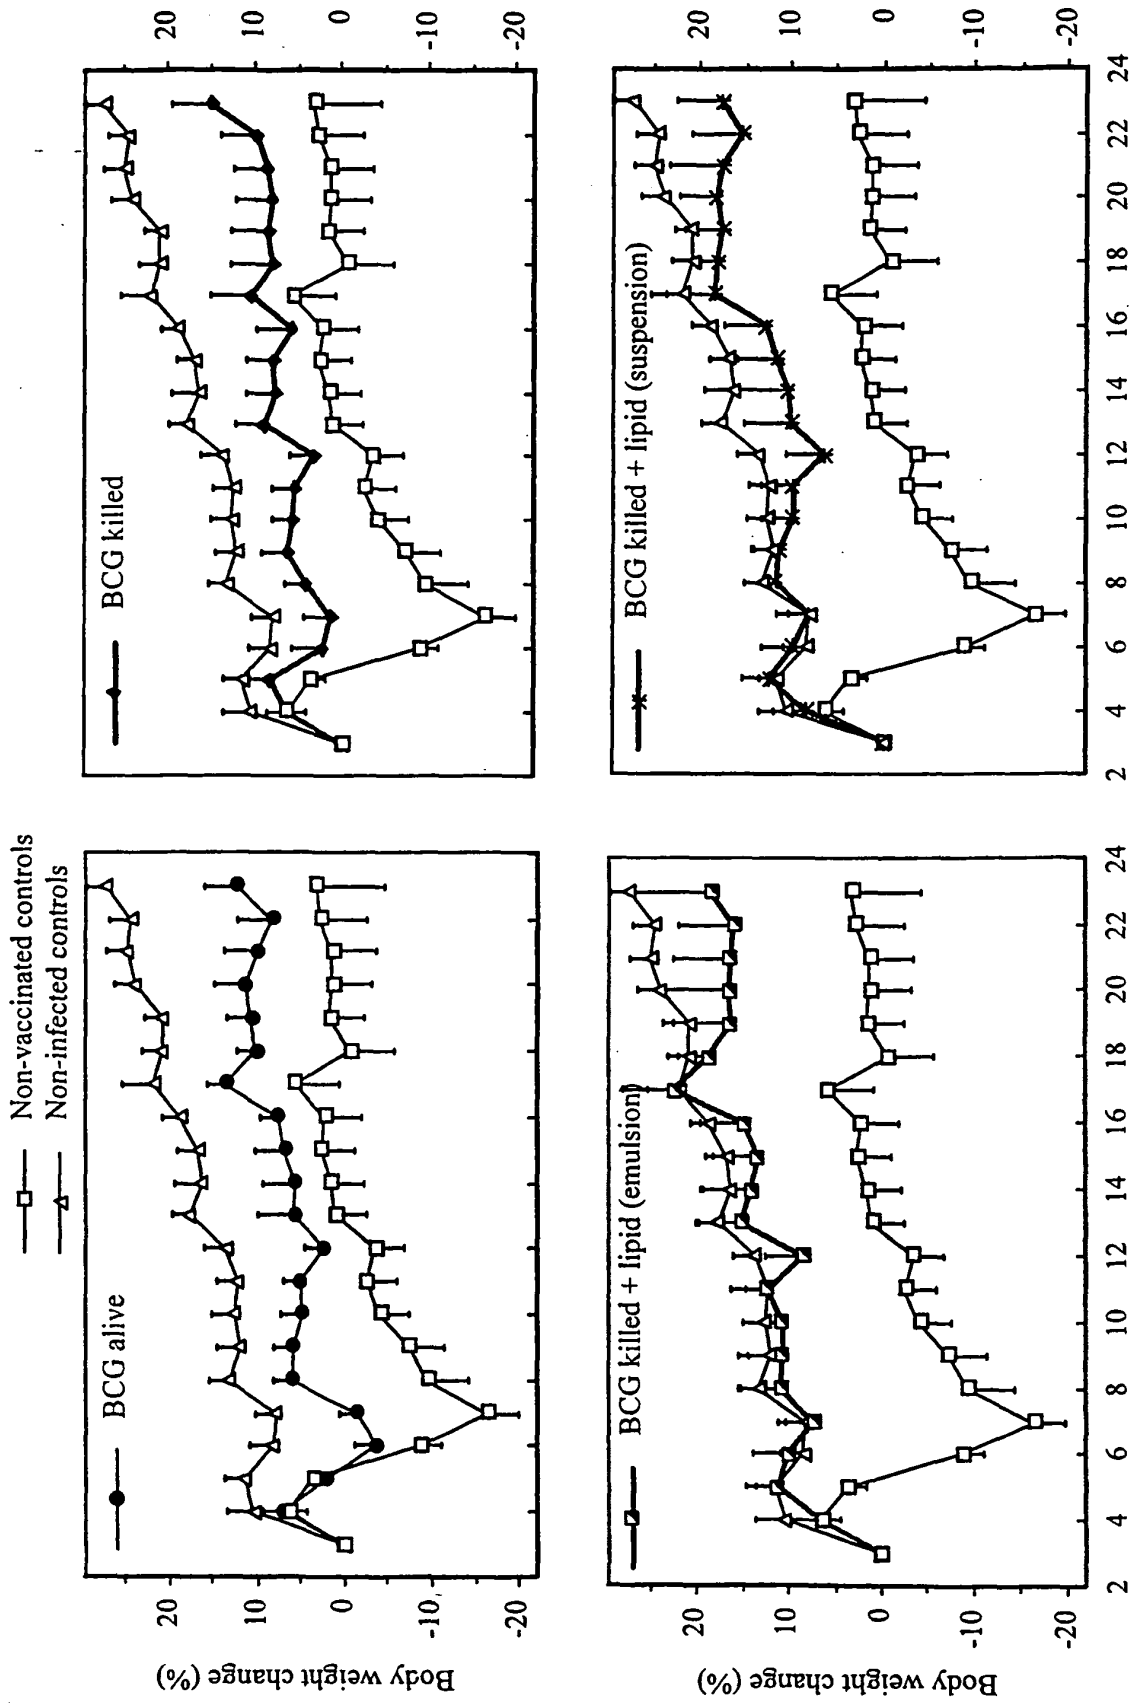 Non-vaccinated controls
Non-infected controls
BCG alive
BCG killed
20
10
0
-10
-20
20
10
0
-10
-20
Body weight change (%)
BCG killed + lipid (emulsion)
BCG killed + lipid (suspension)
20
10
0
-10
-20
20
10
0
-10
-20
Body weight change (%)
2 4 6 8 10 12 14 16 18 20 22 24
2 4 6 8 10 12 14 16 18 20 22 24